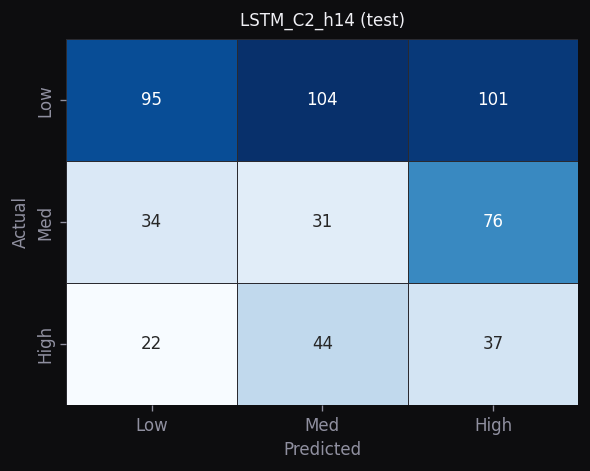 LSTM_C2_h14 (test)
Actual
Low 95 104 101
Med 34 31 76
High 22 44 37
Low Med High
Predicted